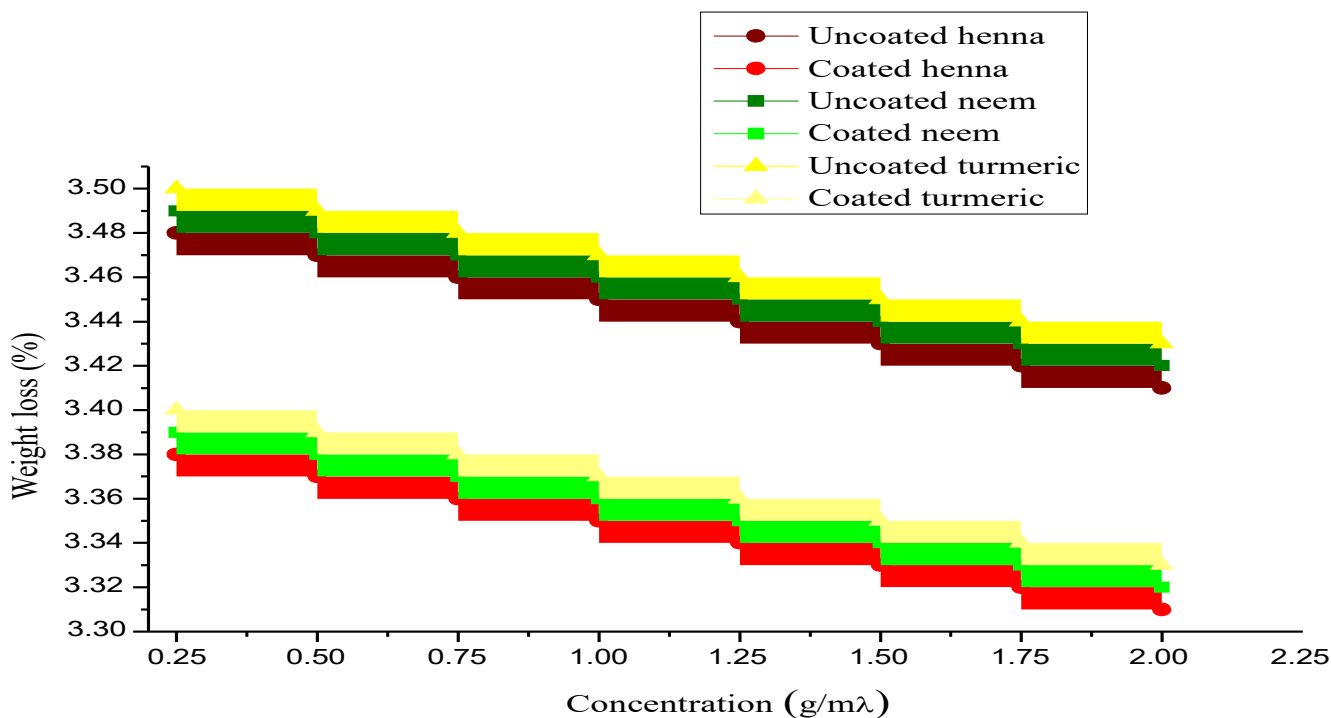 Uncoated henna
Coated henna
Uncoated neem
Coated neem
Uncoated turmeric
Coated turmeric
3.50
3.48
3.46
3.44
3.42
3.40
3.38
3.36
3.34
3.32
3.30
Weight loss (%)
0.25 0.50 0.75 1.00 1.25 1.50 1.75 2.00 2.25
Concentration (g/mλ)